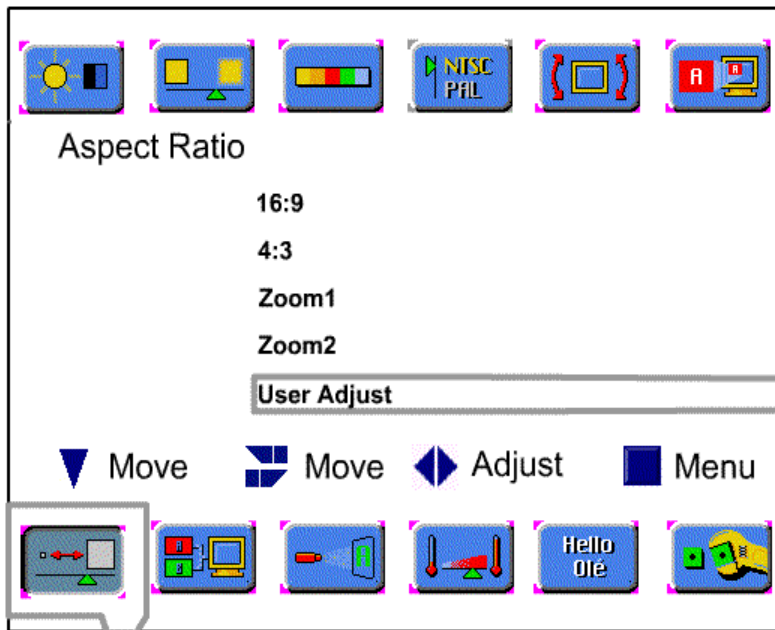 NTSC
PAL
A
A
Aspect Ratio
16:9
4:3
Zoom1
Zoom2
User Adjust
Move
Move
Adjust
Menu
A
Hello
Olé